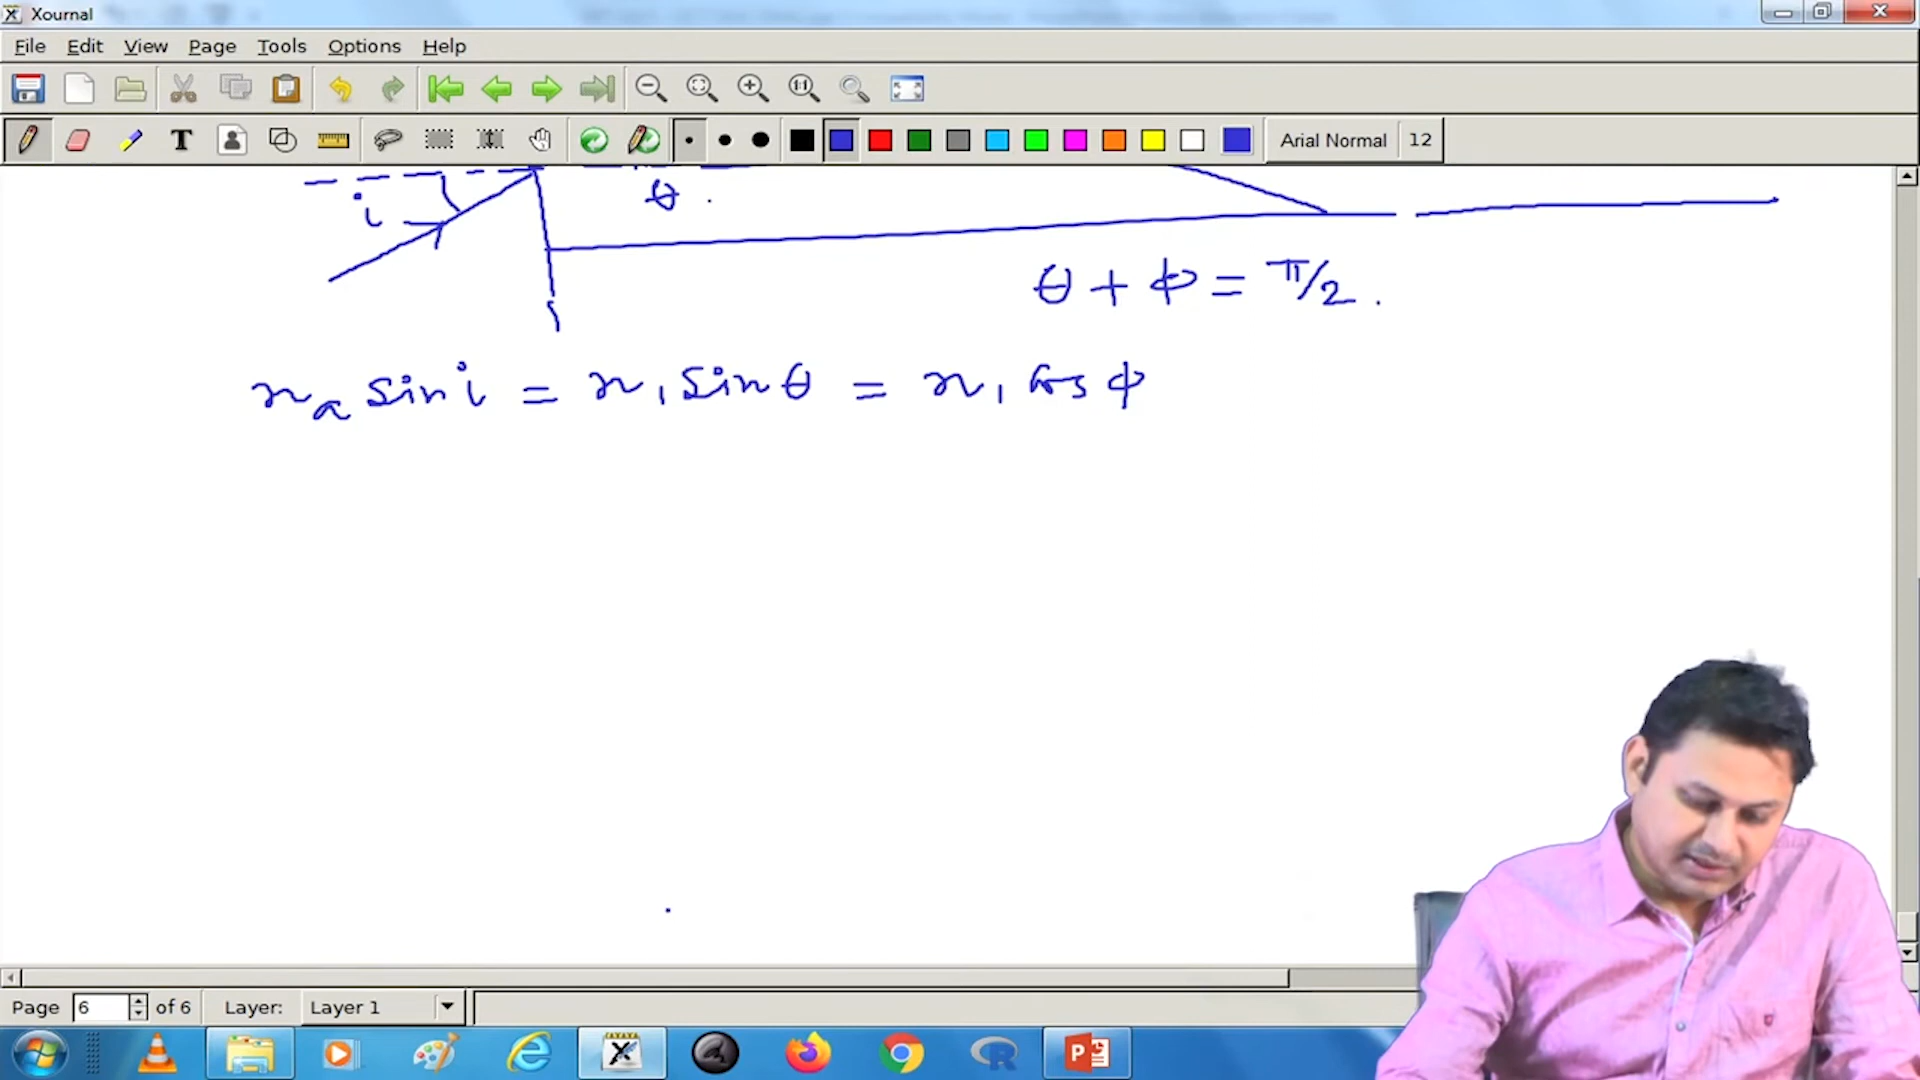 Xournal
File Edit View Page Tools Options Help
T Arial Normal 12
i θ .
θ + φ = π/2 .
n_a sin i = n_1 sin θ = n_1 cos φ
Page 6 of 6 Layer: Layer 1